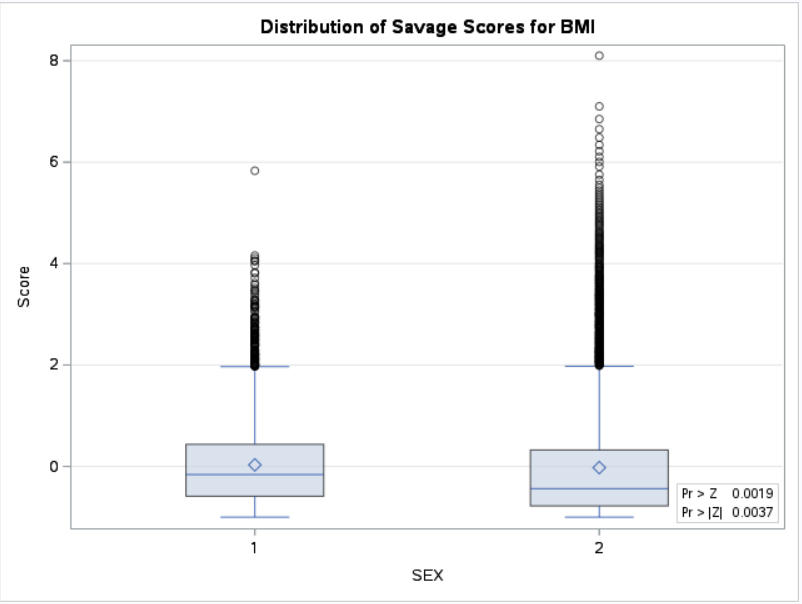 Distribution of Savage Scores for BMI
8
6
4
2
0
Score
Pr > Z 0.0019
Pr > |Z| 0.0037
1 2
SEX